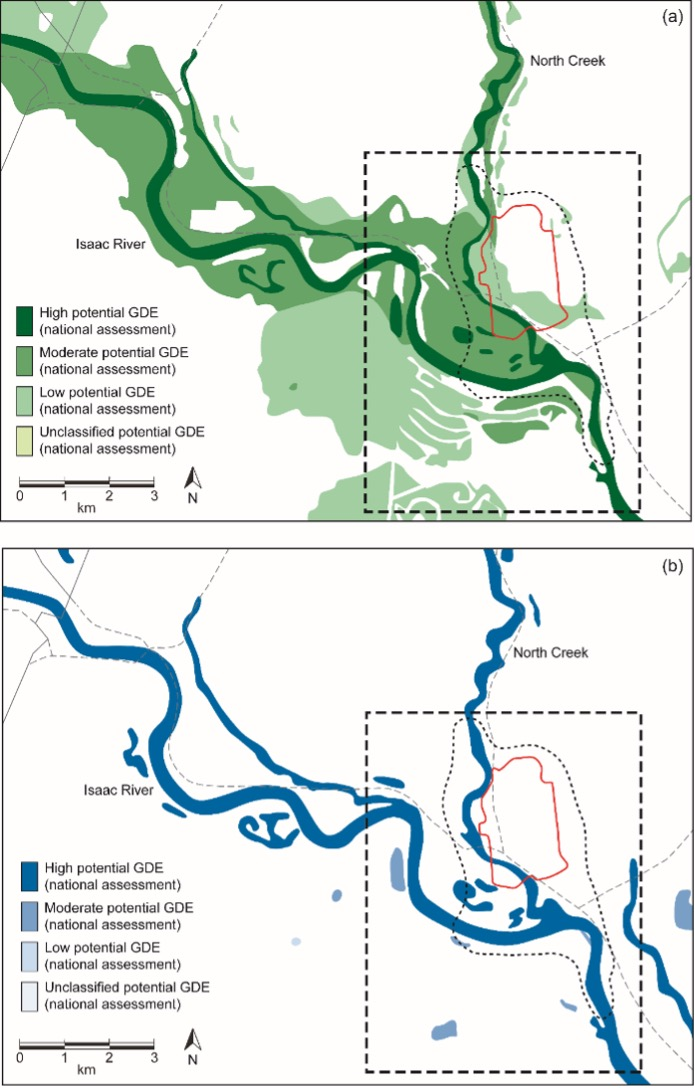 (a)
North Creek
Isaac River
High potential GDE
(national assessment)
Moderate potential GDE
(national assessment)
Low potential GDE
(national assessment)
Unclassified potential GDE
(national assessment)
0 1 2 3
km
N
(b)
North Creek
Isaac River
High potential GDE
(national assessment)
Moderate potential GDE
(national assessment)
Low potential GDE
(national assessment)
Unclassified potential GDE
(national assessment)
0 1 2 3
km
N